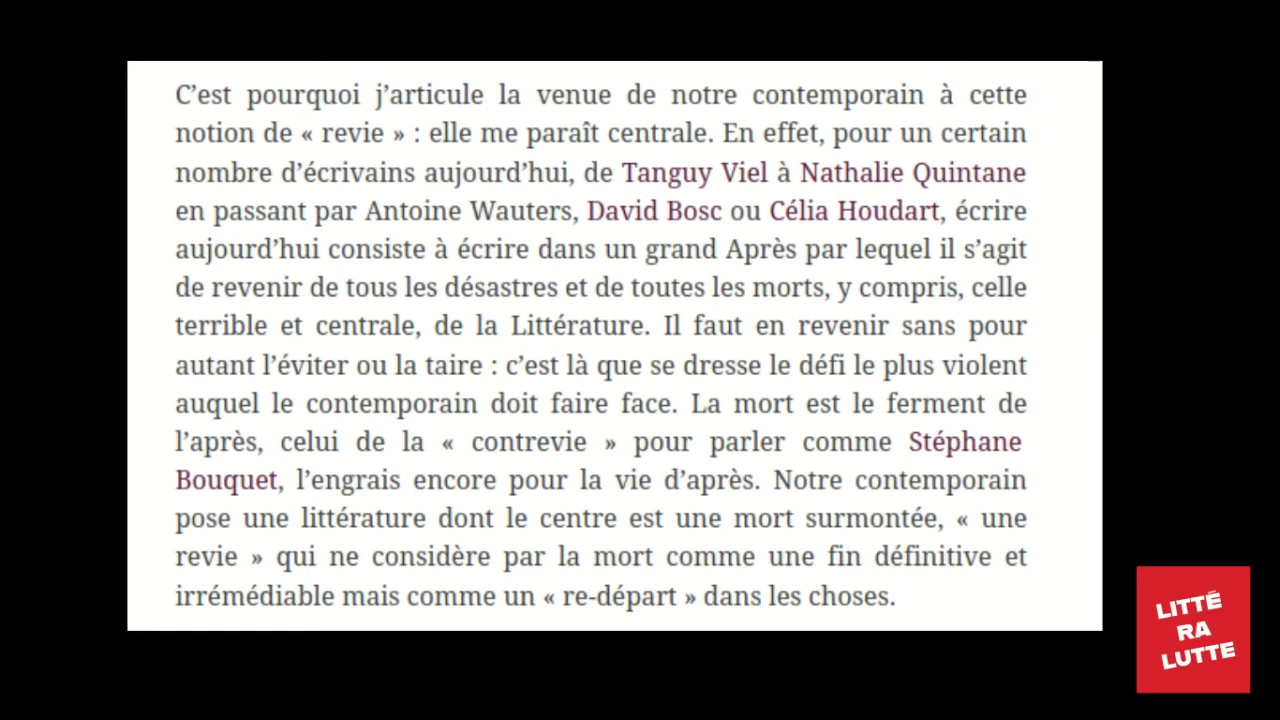 C’est pourquoi j’articule la venue de notre contemporain à cette
notion de « revie » : elle me paraît centrale. En effet, pour un certain
nombre d’écrivains aujourd’hui, de Tanguy Viel à Nathalie Quintane
en passant par Antoine Wauters, David Bosc ou Célia Houdart, écrire
aujourd’hui consiste à écrire dans un grand Après par lequel il s’agit
de revenir de tous les désastres et de toutes les morts, y compris, celle
terrible et centrale, de la Littérature. Il faut en revenir sans pour
autant l’éviter ou la taire : c’est là que se dresse le défi le plus violent
auquel le contemporain doit faire face. La mort est le ferment de
l’après, celui de la « contrevie » pour parler comme Stéphane
Bouquet, l’engrais encore pour la vie d’après. Notre contemporain
pose une littérature dont le centre est une mort surmontée, « une
revie » qui ne considère par la mort comme une fin définitive et
irrémédiable mais comme un « re-départ » dans les choses.
LITTÉ
RA
LUTTE